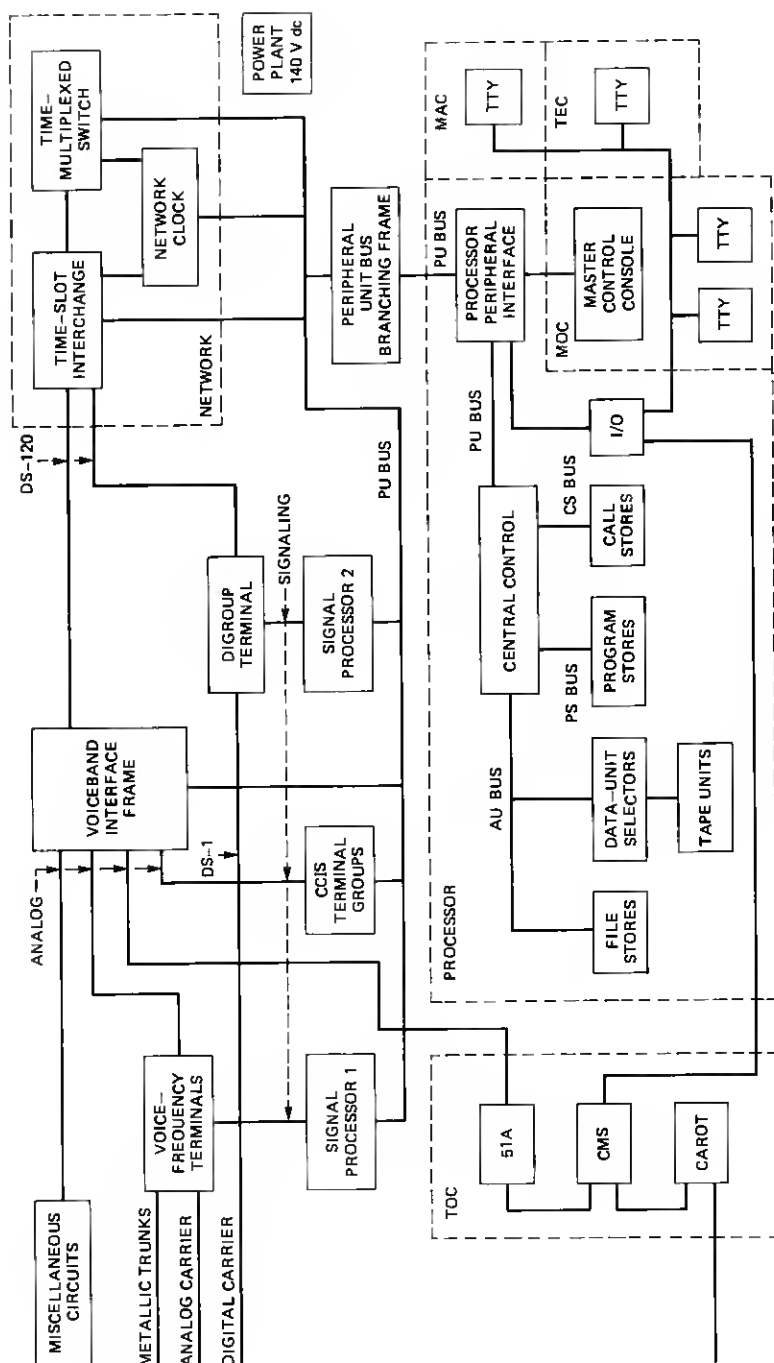 MISCELLANEOUS
CIRCUITS
METALLIC TRUNKS
ANALOG CARRIER
DIGITAL CARRIER
VOICE–
FREQUENCY
TERMINALS
SIGNAL
PROCESSOR 1
ANALOG
VOICEBAND
INTERFACE
FRAME
DS–1
CCIS
TERMINAL
GROUPS
DIGROUP
TERMINAL
SIGNALING
SIGNAL
PROCESSOR 2
PU BUS
DS–120
TIME–SLOT
INTERCHANGE
TIME–
MULTIPLEXED
SWITCH
NETWORK
CLOCK
NETWORK
POWER
PLANT
140 V dc
PERIPHERAL
UNIT BUS
BRANCHING FRAME
PU BUS
TOC
51A
CMS
CAROT
PROCESSOR
FILE
STORES
AU BUS
DATA–UNIT
SELECTORS
TAPE UNITS
CENTRAL CONTROL
PS BUS
PROGRAM
STORES
CS BUS
CALL
STORES
PU BUS
PROCESSOR
PERIPHERAL
INTERFACE
I/O
MOC
MASTER
CONTROL
CONSOLE
TTY
TTY
MAC
TTY
TEC
TTY